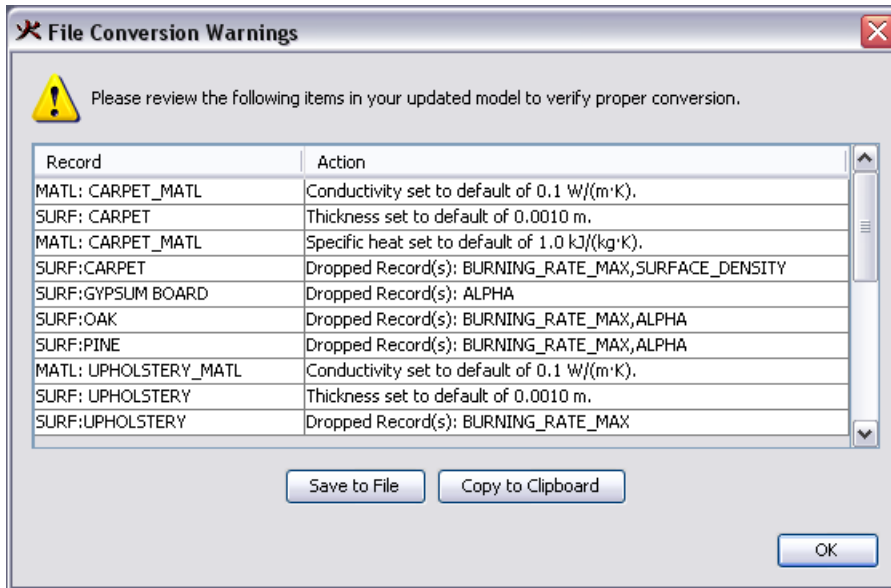 File Conversion Warnings
Please review the following items in your updated model to verify proper conversion.
Record Action
MATL: CARPET_MATL Conductivity set to default of 0.1 W/(m·K).
SURF: CARPET Thickness set to default of 0.0010 m.
MATL: CARPET_MATL Specific heat set to default of 1.0 kJ/(kg·K).
SURF:CARPET Dropped Record(s): BURNING_RATE_MAX,SURFACE_DENSITY
SURF:GYPSUM BOARD Dropped Record(s): ALPHA
SURF:OAK Dropped Record(s): BURNING_RATE_MAX,ALPHA
SURF:PINE Dropped Record(s): BURNING_RATE_MAX,ALPHA
MATL: UPHOLSTERY_MATL Conductivity set to default of 0.1 W/(m·K).
SURF: UPHOLSTERY Thickness set to default of 0.0010 m.
SURF:UPHOLSTERY Dropped Record(s): BURNING_RATE_MAX
Save to File Copy to Clipboard
OK